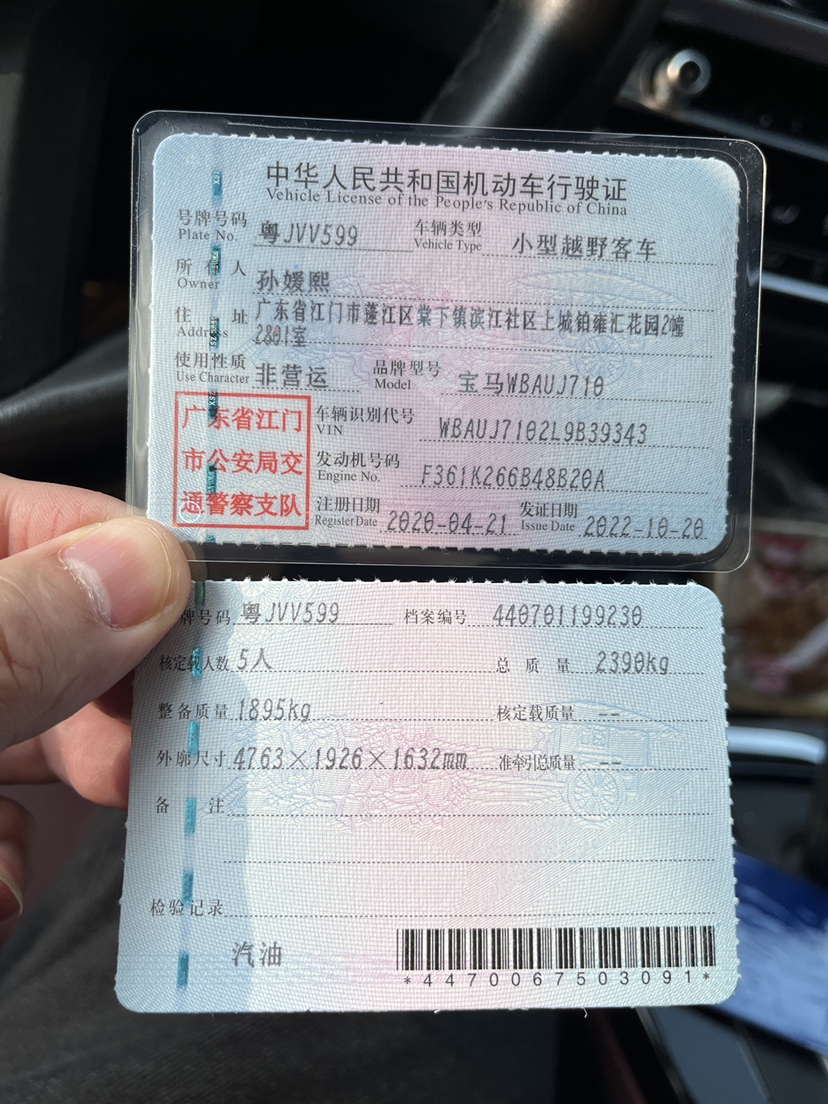 中华人民共和国机动车行驶证
Vehicle License of the People's Republic of China
号牌号码 粤JVV599 车辆类型 小型越野客车
Plate No. Vehicle Type
所有人 孙媛熙
Owner
住址 广东省江门市蓬江区棠下镇滨江社区上城铂雍汇花园2幢
Address 2801室
使用性质 非营运 品牌型号 宝马WBAUJ710
Use Character Model
广东省江门
市公安局交
通警察支队
车辆识别代号 WBAUJ7102L9B39343
VIN
发动机号码 F361K266B48B20A
Engine No.
注册日期 2020-04-21 发证日期 2022-10-20
Register Date Issue Date
牌号码 粤JVV599 档案编号 440701199230
核定载人数 5人 总质量 2390kg
整备质量 1895kg 核定载质量 --
外廓尺寸 4763×1926×1632mm 准牵引总质量 --
备注
检验记录
汽油
*4470067503091*